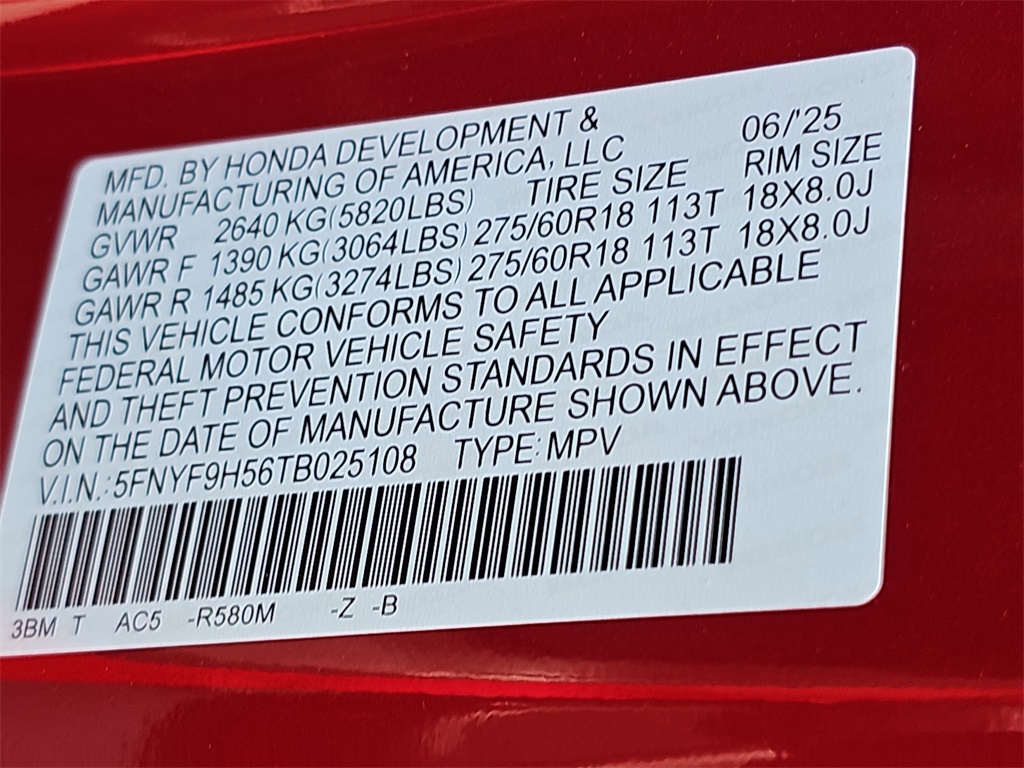 MFD. BY HONDA DEVELOPMENT & 06/'25
MANUFACTURING OF AMERICA, LLC RIM SIZE
GVWR 2640 KG(5820LBS) TIRE SIZE
GAWR F 1390 KG(3064LBS) 275/60R18 113T 18X8.0J
GAWR R 1485 KG(3274LBS) 275/60R18 113T 18X8.0J
THIS VEHICLE CONFORMS TO ALL APPLICABLE
FEDERAL MOTOR VEHICLE SAFETY
AND THEFT PREVENTION STANDARDS IN EFFECT
ON THE DATE OF MANUFACTURE SHOWN ABOVE.
V.I.N.: 5FNYF9H56TB025108 TYPE: MPV
3BM T AC5 -R580M -Z -B